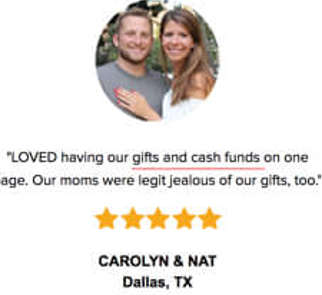 "LOVED having our gifts and cash funds on one
age. Our moms were legit jealous of our gifts, too."
CAROLYN & NAT
Dallas, TX